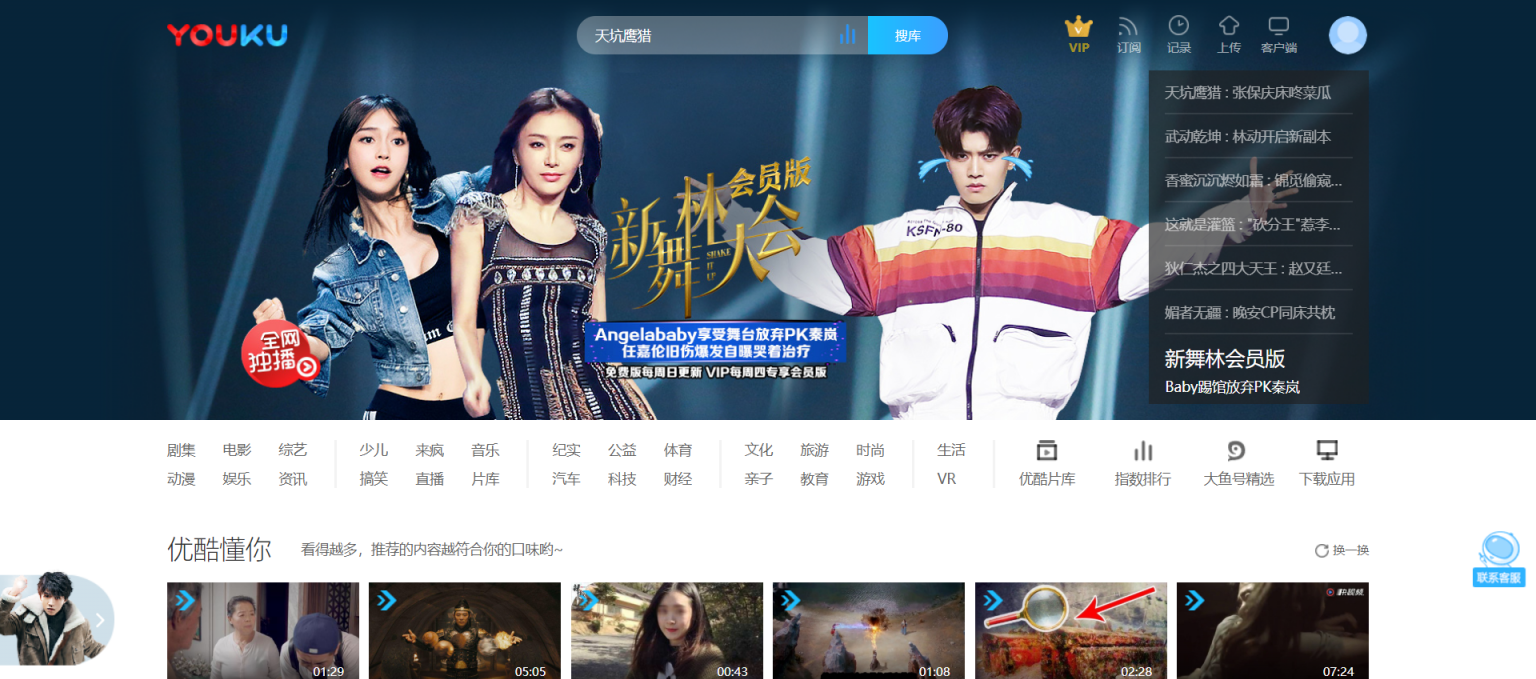 YOUKU
天坑鹰猎
搜库
VIP
订阅
记录
上传
客户端
天坑鹰猎 : 张保庆床咚菜瓜
武动乾坤 : 林动开启新副本
香蜜沉沉烬如霜 : 锦觅偷窥...
这就是灌篮 : "砍分王"惹李...
狄仁杰之四大天王 : 赵又廷...
媚者无疆 : 晚安CP同床共枕
新舞林会员版
Baby踢馆放弃PK秦岚
新舞林大会
会员版
SHAKE
IT
UP
KSFN-80
全网
独播
Angelababy享受舞台放弃PK秦岚
任嘉伦旧伤爆发自曝哭着治疗
免费版每周日更新 VIP每周四专享会员版
剧集 电影 综艺 少儿 来疯 音乐 纪实 公益 体育 文化 旅游 时尚 生活
动漫 娱乐 资讯 搞笑 直播 片库 汽车 科技 财经 亲子 教育 游戏 VR 优酷片库 指数排行 大鱼号精选 下载应用
优酷懂你
看得越多，推荐的内容越符合你的口味哟~
换一换
联系客服
01:29
05:05
00:43
01:08
02:28
07:24